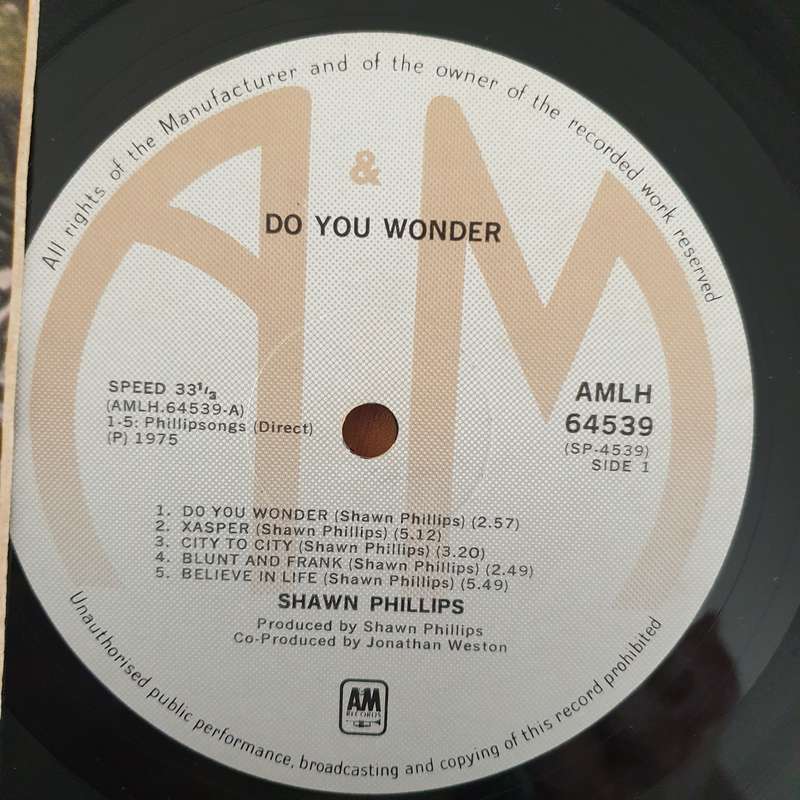 All rights of the Manufacturer and of the owner of the recorded work reserved
A & M
DO YOU WONDER
SPEED 33⅓
(AMLH.64539-A)
1-5: Phillipsongs (Direct)
(P) 1975
AMLH
64539
(SP-4539)
SIDE 1
1. DO YOU WONDER (Shawn Phillips) (2.57)
2. XASPER (Shawn Phillips) (5.12)
3. CITY TO CITY (Shawn Phillips) (3.20)
4. BLUNT AND FRANK (Shawn Phillips) (2.49)
5. BELIEVE IN LIFE (Shawn Phillips) (5.49)
SHAWN PHILLIPS
Produced by Shawn Phillips
Co-Produced by Jonathan Weston
AM
RECORDS
Unauthorised public performance, broadcasting and copying of this record prohibited